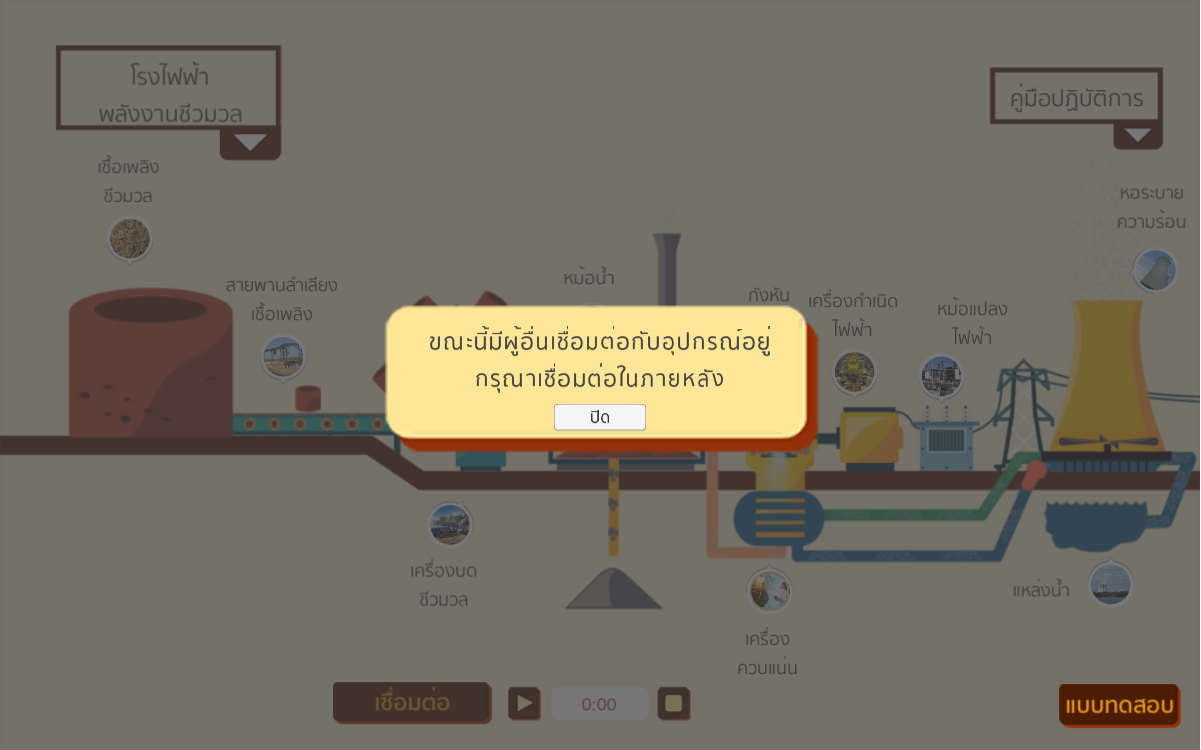 โรงไฟฟ้า
พลังงานชีวมวล
คู่มือปฏิบัติการ
เชื้อเพลิง
ชีวมวล
หอระบาย
ความร้อน
สายพานลำเลียง
เชื้อเพลิง
หม้อน้ำ
กังหัน
เครื่องกำเนิด
ไฟฟ้า
หม้อแปลง
ไฟฟ้า
ขณะนี้มีผู้อื่นเชื่อมต่อกับอุปกรณ์อยู่
กรุณาเชื่อมต่อในภายหลัง
ปิด
เครื่องบด
ชีวมวล
แหล่งน้ำ
เครื่อง
ควบแน่น
เชื่อมต่อ
0:00
แบบทดสอบ